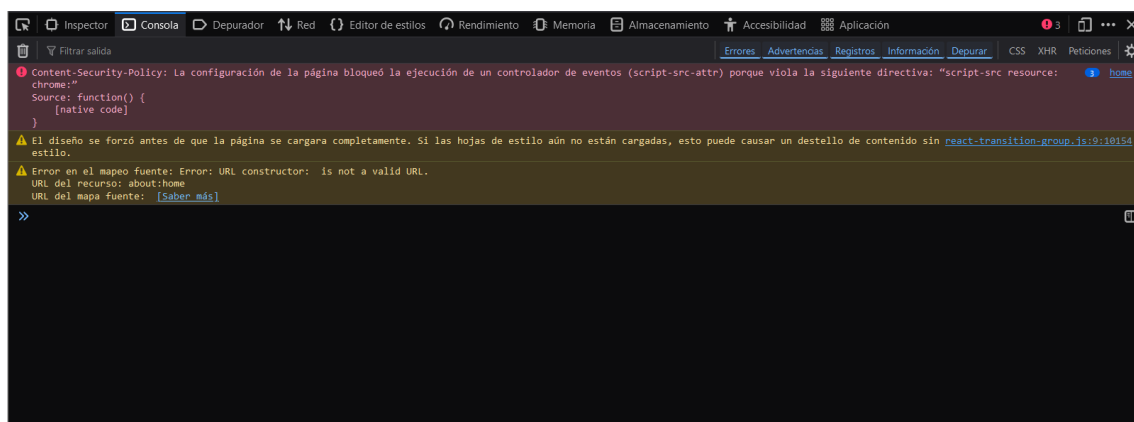 Inspector Consola Depurador Red Editor de estilos Rendimiento Memoria Almacenamiento Accesibilidad Aplicación 3
Filtrar salida Errores Advertencias Registros Información Depurar CSS XHR Peticiones
Content-Security-Policy: La configuración de la página bloqueó la ejecución de un controlador de eventos (script-src-attr) porque viola la siguiente directiva: “script-src resource: 3 home
chrome:”
Source: function() {
[native code]
}
El diseño se forzó antes de que la página se cargara completamente. Si las hojas de estilo aún no están cargadas, esto puede causar un destello de contenido sin react-transition-group.js:9:10154
estilo.
Error en el mapeo fuente: Error: URL constructor:  is not a valid URL.
URL del recurso: about:home
URL del mapa fuente: [Saber más]